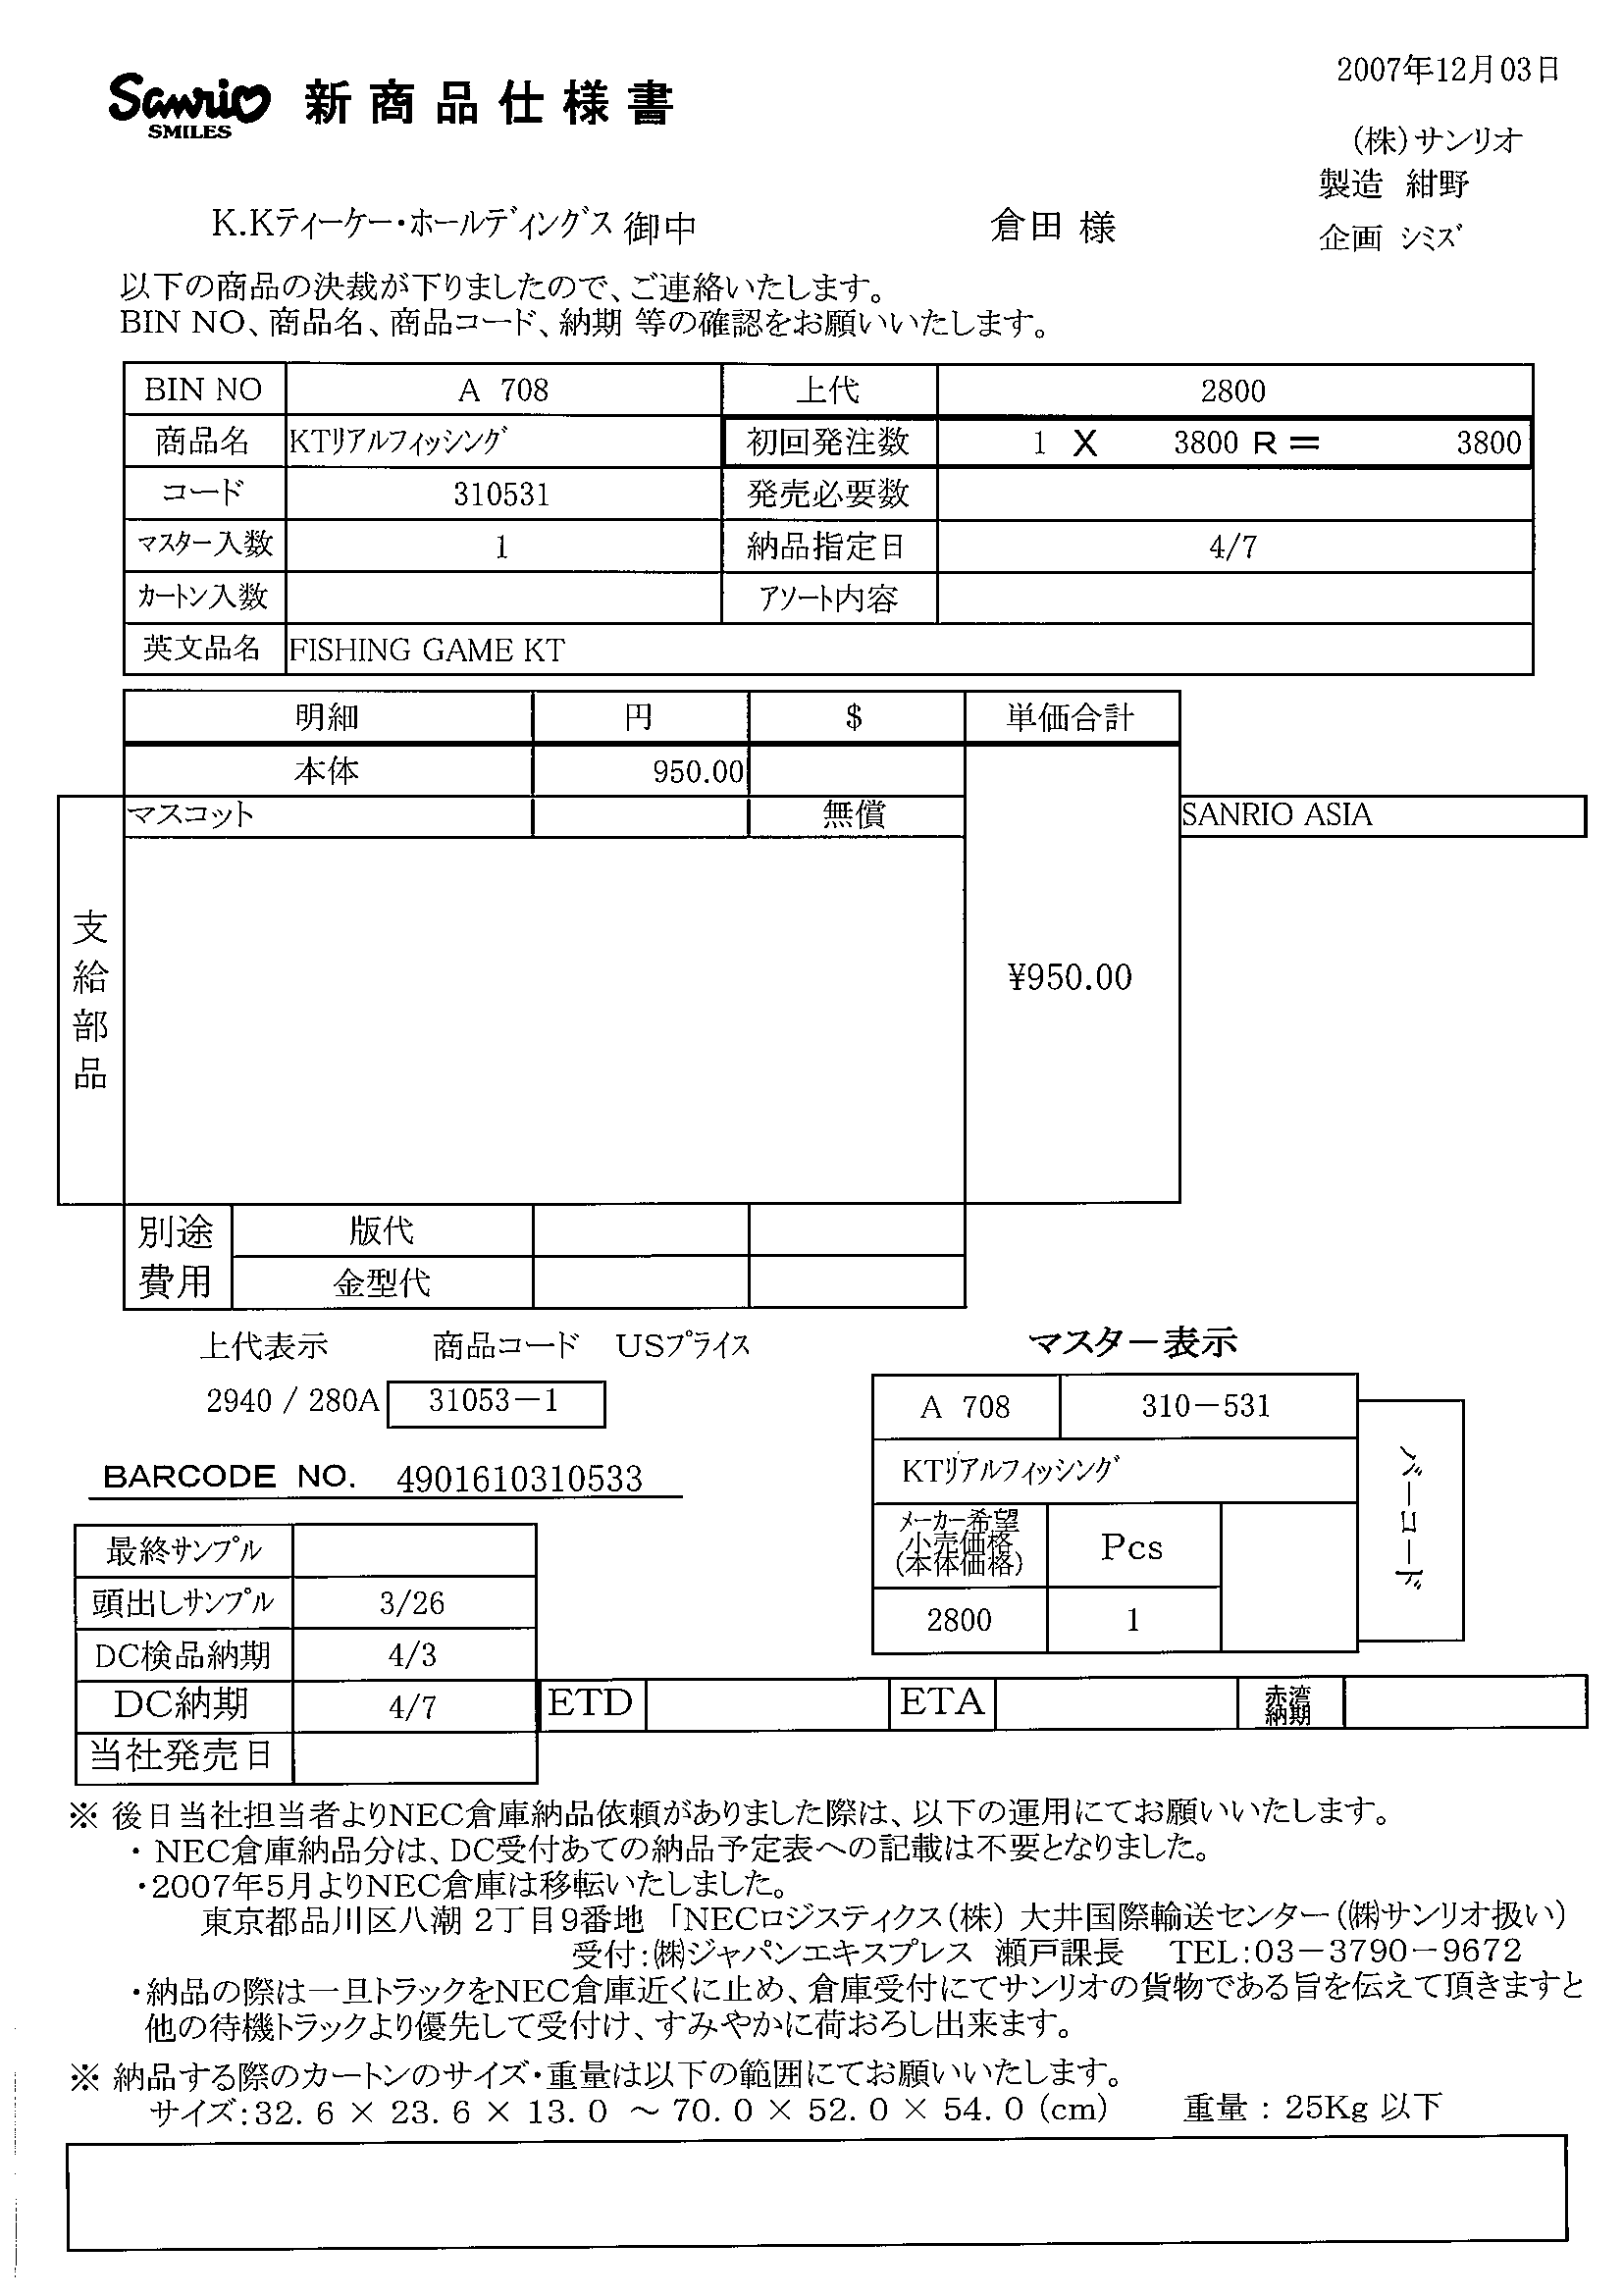 2007年12月03日
Sanrio SMILES 新商品仕様書
(株)サンリオ
製造 紺野
K.Kティーケー・ホールディングス 御中 倉田 様
企画 シミズ
以下の商品の決裁が下りましたので、ご連絡いたします。
BIN NO、商品名、商品コード、納期 等の確認をお願いいたします。
BIN NO A 708 上代 2800
商品名 KTリアルフィッシング 初回発注数 1 X 3800 R = 3800
コード 310531 発売必要数
マスター入数 1 納品指定日 4/7
カートン入数 アソート内容
英文品名 FISHING GAME KT
明細 円 $ 単価合計
本体 950.00
マスコット 無償 SANRIO ASIA
支給部品
¥950.00
別途費用 版代
金型代
上代表示 商品コード USプライス
2940 / 280A 31053-1
BARCODE NO. 4901610310533
マスター表示
A 708 310-531
KTリアルフィッシング
メーカー希望
小売価格
(本体価格)
Pcs
2800 1
バーコード
最終サンプル
頭出しサンプル 3/26
DC検品納期 4/3
DC納期 4/7 ETD ETA 赤湾納期
当社発売日
※ 後日当社担当者よりNEC倉庫納品依頼がありました際は、以下の運用にてお願いいたします。
・ NEC倉庫納品分は、DC受付あての納品予定表への記載は不要となりました。
・2007年5月よりNEC倉庫は移転いたしました。
東京都品川区八潮 2丁目9番地 「NECロジスティクス(株) 大井国際輸送センター(㈱サンリオ扱い)
受付:㈱ジャパンエキスプレス 瀬戸課長 TEL:03-3790-9672
・納品の際は一旦トラックをNEC倉庫近くに止め、倉庫受付にてサンリオの貨物である旨を伝えて頂きますと
他の待機トラックより優先して受付け、すみやかに荷おろし出来ます。
※ 納品する際のカートンのサイズ・重量は以下の範囲にてお願いいたします。
サイズ:32.6 × 23.6 × 13.0 ～ 70.0 × 52.0 × 54.0 (cm) 重量 : 25Kg 以下